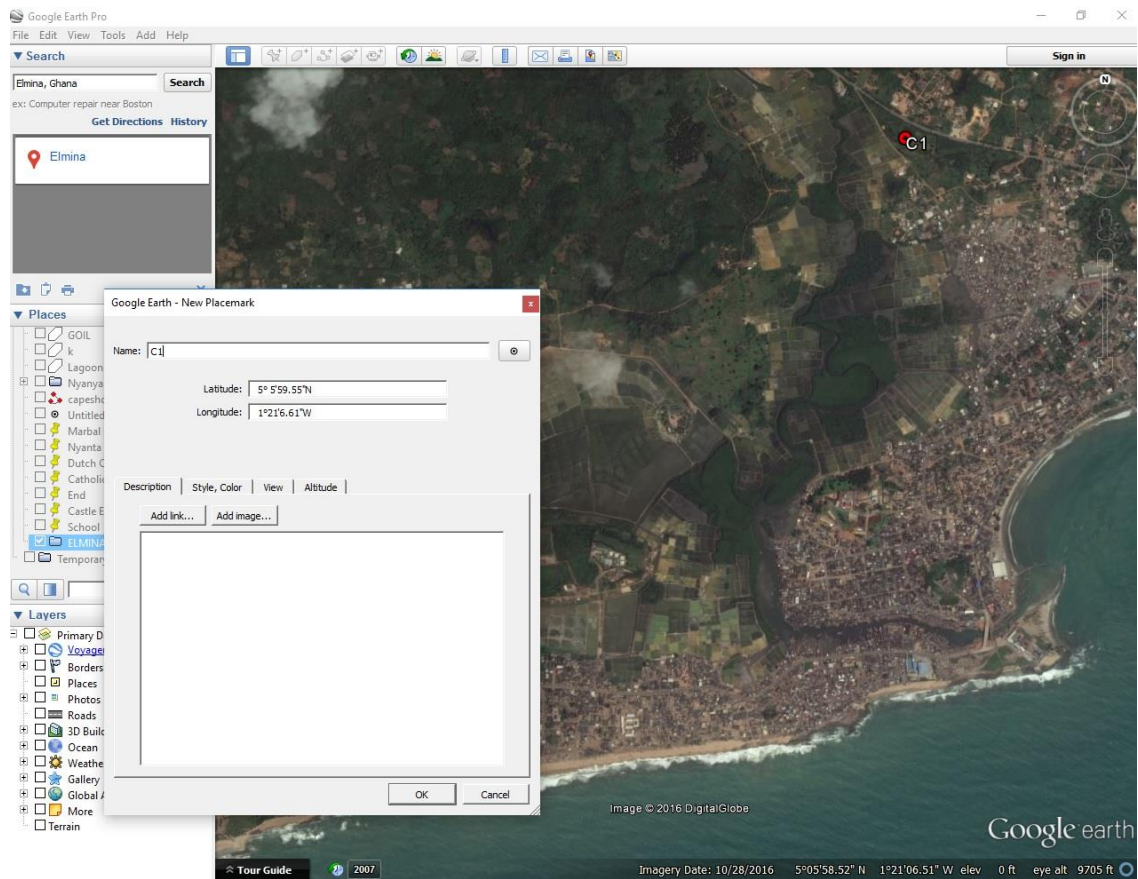 Google Earth Pro
File Edit View Tools Add Help
Search
Elmina, Ghana Search
ex: Computer repair near Boston
Get Directions History
Elmina
Sign in
N
C1
Places
GOIL
k
Lagoon
Nyanya
capesho
Untitled
Marbal
Nyanta
Dutch C
Catholic
End
Castle E
School
ELMINA
Temporar
Google Earth - New Placemark
Name: C1
Latitude: 5° 5'59.55"N
Longitude: 1°21'6.61"W
Description Style, Color View Altitude
Add link... Add image...
OK Cancel
Layers
Primary D
Voyager
Borders
Places
Photos
Roads
3D Build
Ocean
Weathe
Gallery
Global A
More
Terrain
Image © 2016 DigitalGlobe
Google earth
Tour Guide 2007 Imagery Date: 10/28/2016 5°05'58.52" N 1°21'06.51" W elev 0 ft eye alt 9705 ft